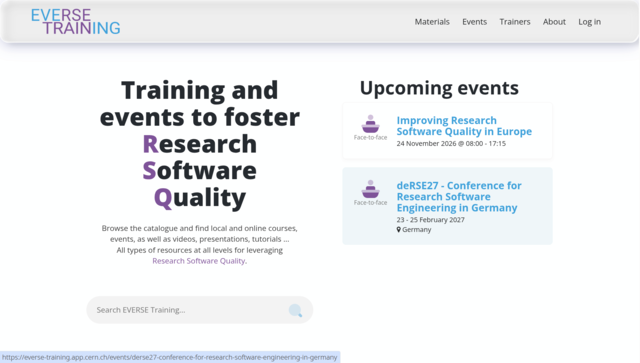 EVERSE
TRAINING
Materials Events Trainers About Log in
Training and
events to foster
Research
Software
Quality
Browse the catalogue and find local and online courses,
events, as well as videos, presentations, tutorials ...
All types of resources at all levels for leveraging
Research Software Quality.
Search EVERSE Training...
Upcoming events
Face-to-face
Improving Research
Software Quality in Europe
24 November 2026 @ 08:00 - 17:15
Face-to-face
deRSE27 - Conference for
Research Software
Engineering in Germany
23 - 25 February 2027
Germany
https://everse-training.app.cern.ch/events/derse27-conference-for-research-software-engineering-in-germany